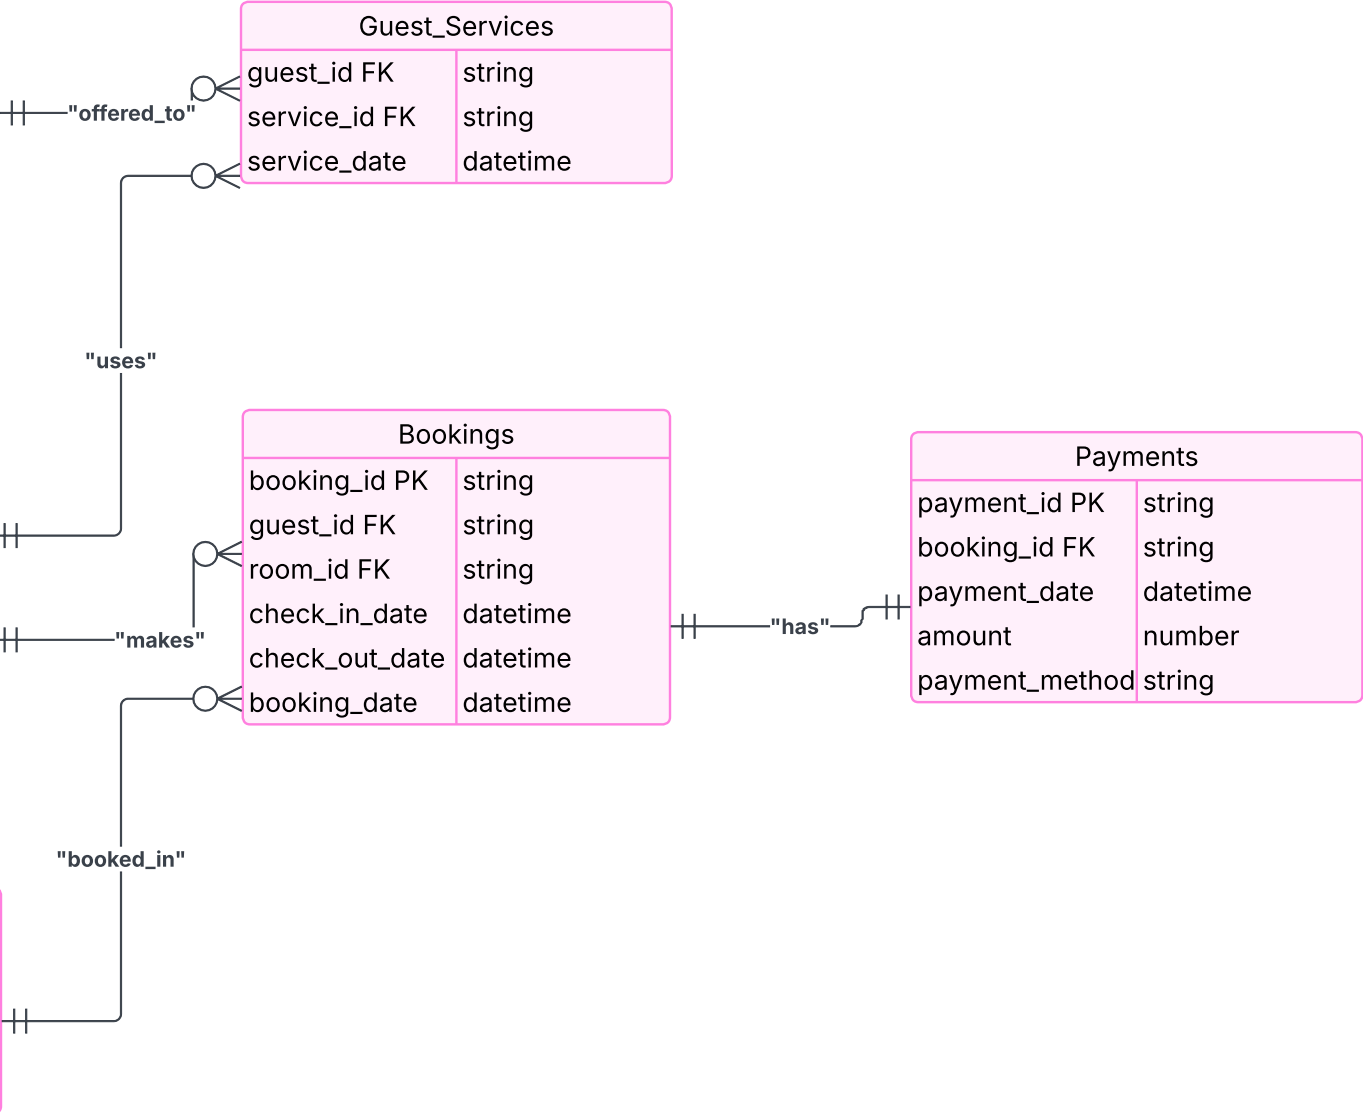 Guest_Services
guest_id FK string
service_id FK string
service_date datetime
"offered_to"
"uses"
Bookings
booking_id PK string
guest_id FK string
room_id FK string
check_in_date datetime
check_out_date datetime
booking_date datetime
"makes"
"has"
Payments
payment_id PK string
booking_id FK string
payment_date datetime
amount number
payment_method string
"booked_in"